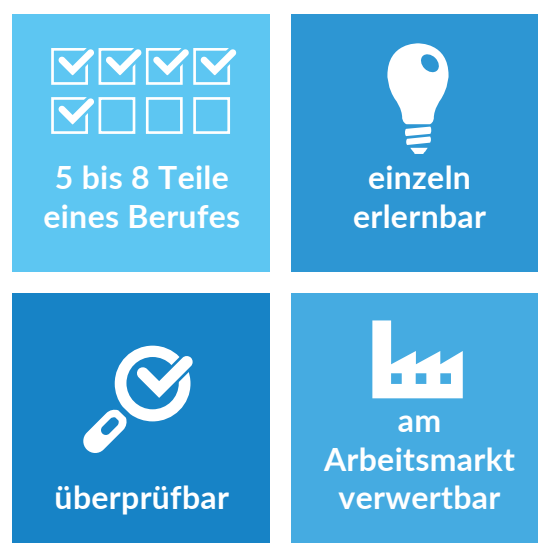 5 bis 8 Teile
eines Berufes
einzeln
erlernbar
überprüfbar
am
Arbeitsmarkt
verwertbar